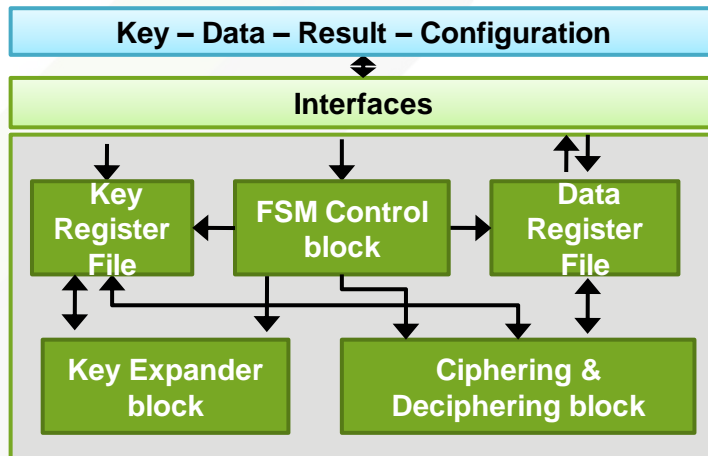 Key – Data – Result – Configuration
Interfaces
Key
Register
File
FSM Control
block
Data
Register
File
Key Expander
block
Ciphering &
Deciphering block